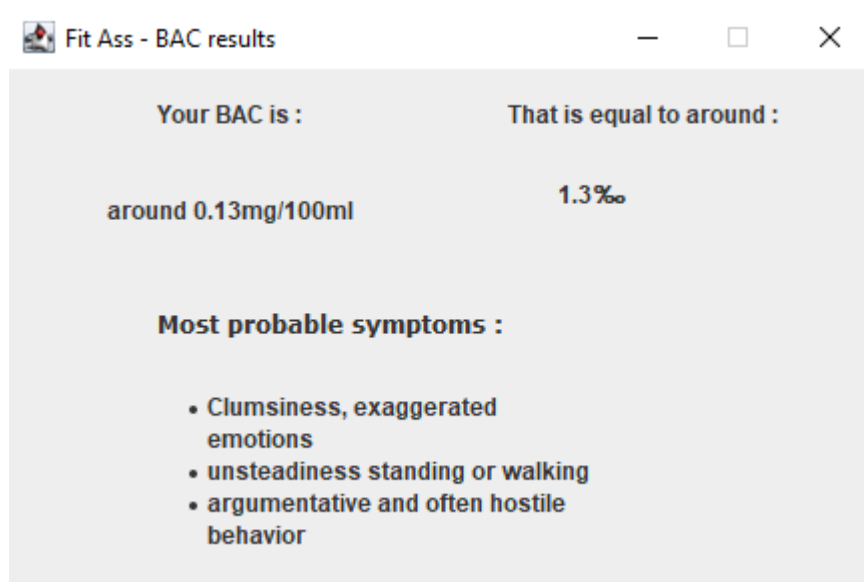 Fit Ass - BAC results
Your BAC is :
That is equal to around :
around 0.13mg/100ml
1.3‰
Most probable symptoms :
• Clumsiness, exaggerated
emotions
• unsteadiness standing or walking
• argumentative and often hostile
behavior